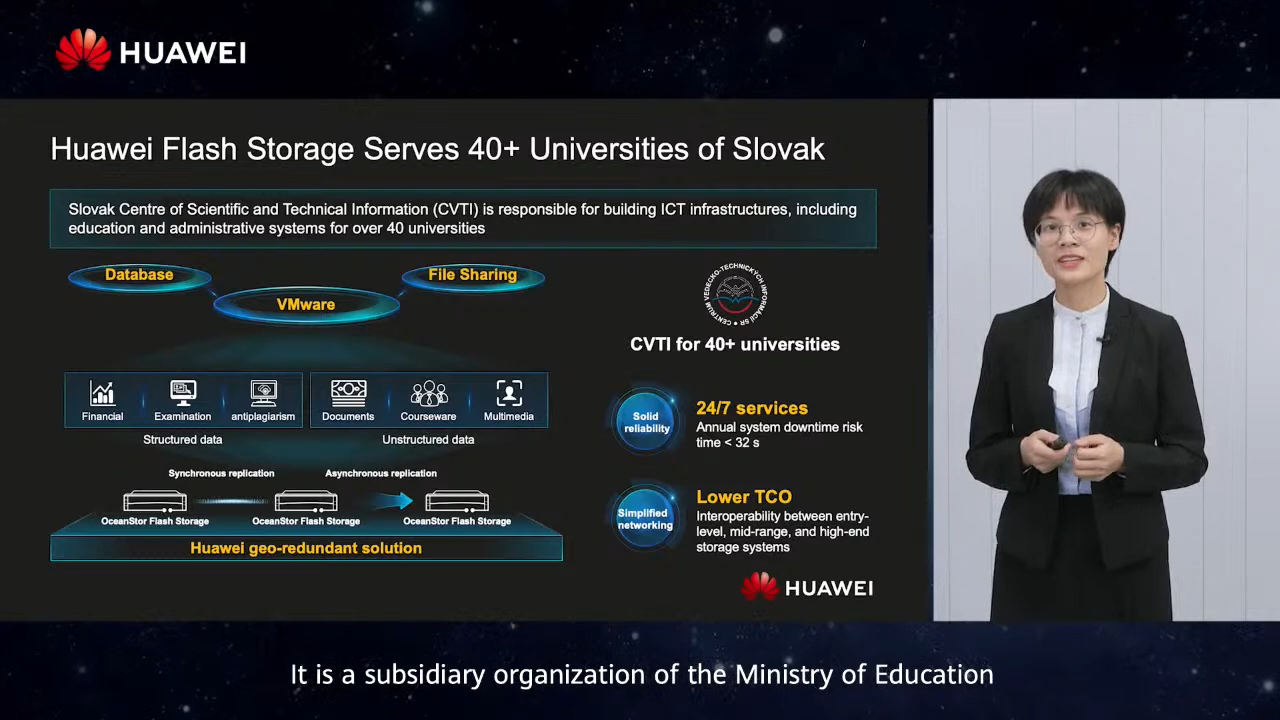 HUAWEI
Huawei Flash Storage Serves 40+ Universities of Slovak
Slovak Centre of Scientific and Technical Information (CVTI) is responsible for building ICT infrastructures, including
education and administrative systems for over 40 universities
Database
File Sharing
VMware
CENTRUM VEDECKO-TECHNICKÝCH INFORMÁCIÍ SR
CVTI for 40+ universities
Financial
Examination
antiplagiarism
Documents
Courseware
Multimedia
Structured data
Unstructured data
Solid
reliability
24/7 services
Annual system downtime risk
time < 32 s
Synchronous replication
Asynchronous replication
OceanStor Flash Storage
OceanStor Flash Storage
OceanStor Flash Storage
Huawei geo-redundant solution
Simplified
networking
Lower TCO
Interoperability between entry-
level, mid-range, and high-end
storage systems
HUAWEI
It is a subsidiary organization of the Ministry of Education